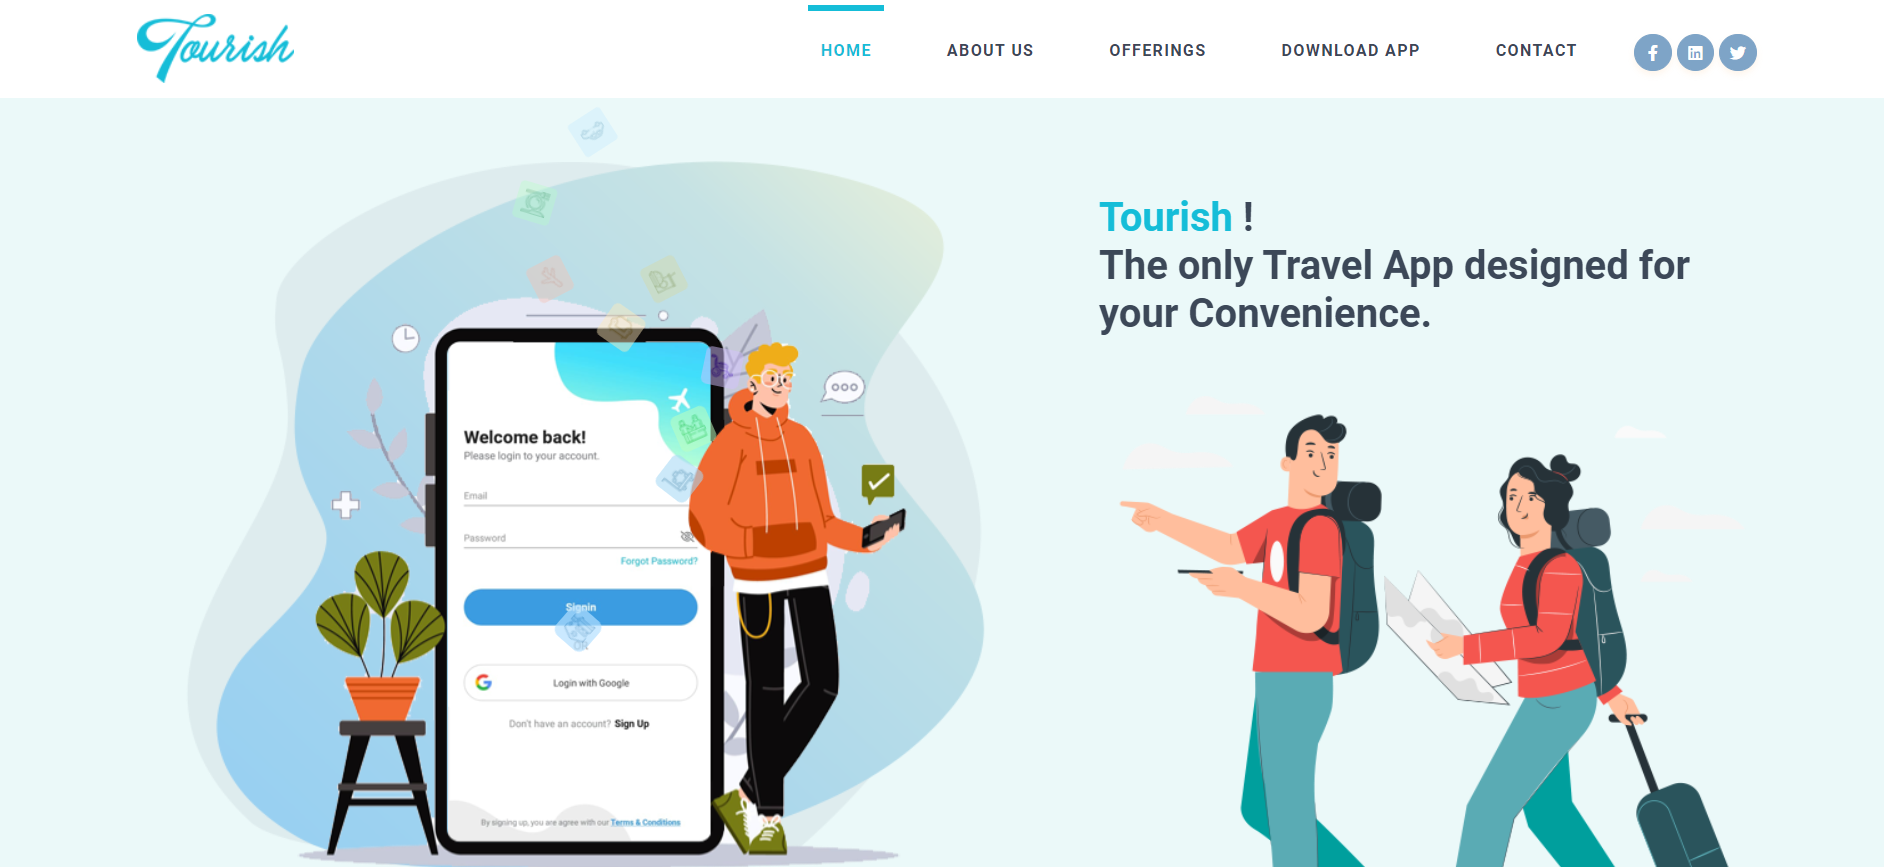 Tourish
HOME
ABOUT US
OFFERINGS
DOWNLOAD APP
CONTACT
Tourish !
The only Travel App designed for
your Convenience.
Welcome back!
Please login to your account.
Email
Password
Forgot Password?
Signin
OR
Login with Google
Don't have an account? Sign Up
By signing up, you are agree with our Terms & Conditions